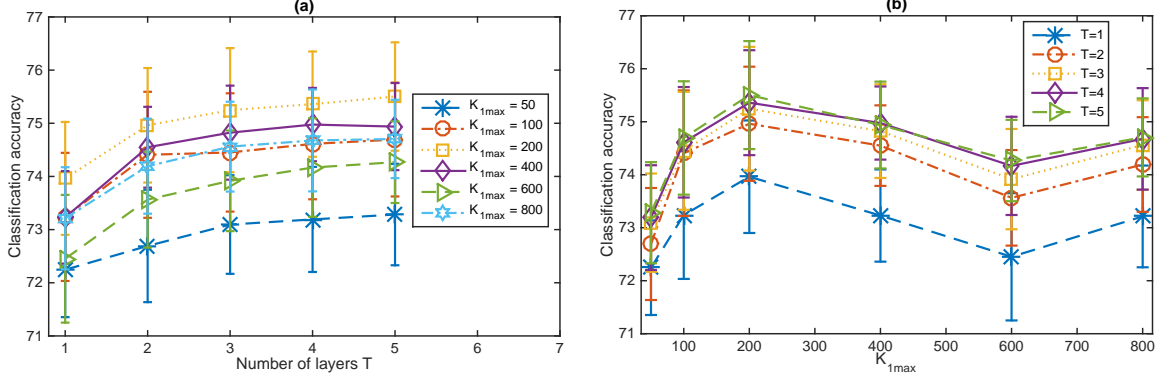 (a)
77
76
75
74
73
72
71
Classification accuracy
1 2 3 4 5 6 7
Number of layers T
K1max = 50
K1max = 100
K1max = 200
K1max = 400
K1max = 600
K1max = 800
(b)
77
76
75
74
73
72
71
Classification accuracy
100 200 300 400 500 600 700 800
K1max
T=1
T=2
T=3
T=4
T=5